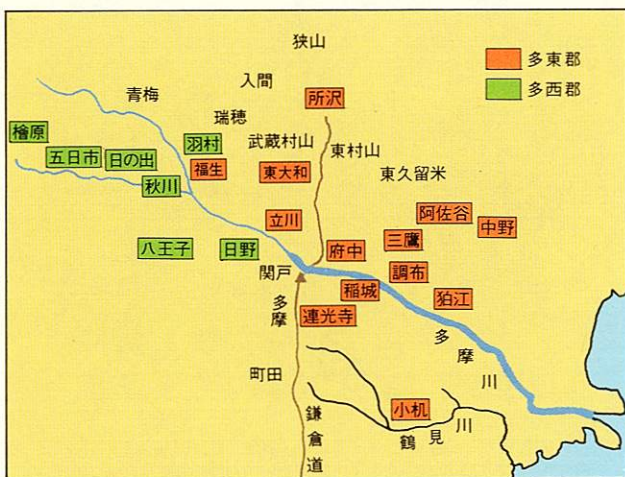 狭山
多東郡
多西郡
入間
青梅
所沢
瑞穂
檜原
羽村
武蔵村山
東村山
五日市
日の出
福生
東大和
東久留米
秋川
阿佐谷
立川
中野
三鷹
八王子
日野
府中
関戸
調布
稲城
狛江
多摩
連光寺
多摩川
町田
小机
鎌倉道
鶴見川